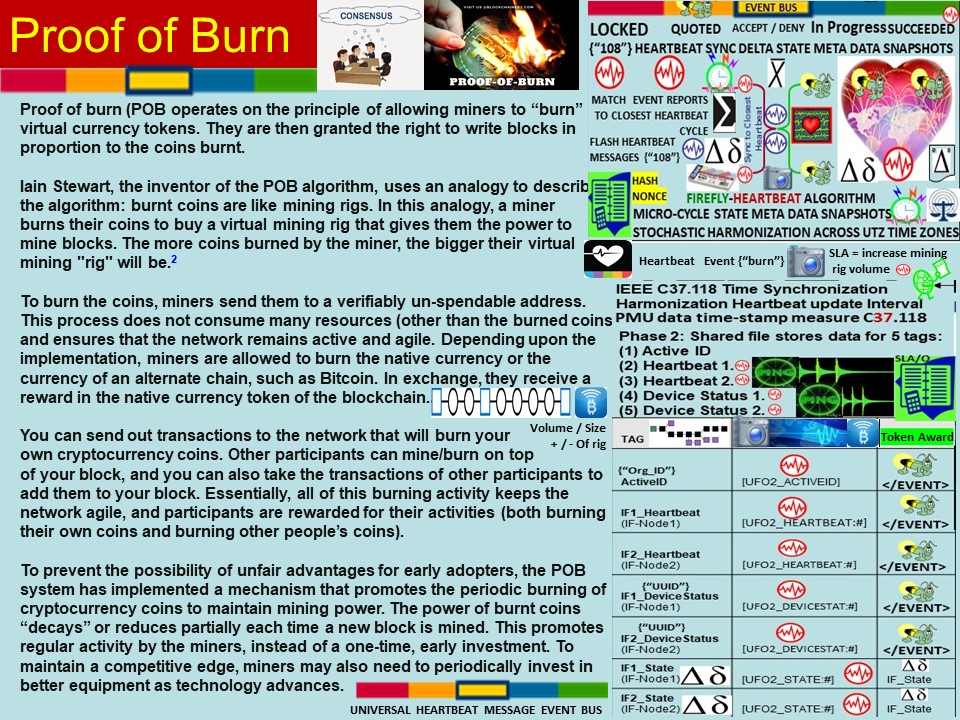 Proof of Burn
CONSENSUS
VISIT US @BLOCKCHAINERZ.COM
PROOF-OF-BURN
Proof of burn (POB operates on the principle of allowing miners to “burn”
virtual currency tokens. They are then granted the right to write blocks in
proportion to the coins burnt.
Iain Stewart, the inventor of the POB algorithm, uses an analogy to describ
the algorithm: burnt coins are like mining rigs. In this analogy, a miner
burns their coins to buy a virtual mining rig that gives them the power to
mine blocks. The more coins burned by the miner, the bigger their virtual
mining "rig" will be.2
To burn the coins, miners send them to a verifiably un-spendable address.
This process does not consume many resources (other than the burned coins
and ensures that the network remains active and agile. Depending upon the
implementation, miners are allowed to burn the native currency or the
currency of an alternate chain, such as Bitcoin. In exchange, they receive a
reward in the native currency token of the blockchain.
Volume / Size
+ / - Of rig
You can send out transactions to the network that will burn your
own cryptocurrency coins. Other participants can mine/burn on top
of your block, and you can also take the transactions of other participants to
add them to your block. Essentially, all of this burning activity keeps the
network agile, and participants are rewarded for their activities (both burning
their own coins and burning other people’s coins).
To prevent the possibility of unfair advantages for early adopters, the POB
system has implemented a mechanism that promotes the periodic burning of
cryptocurrency coins to maintain mining power. The power of burnt coins
“decays” or reduces partially each time a new block is mined. This promotes
regular activity by the miners, instead of a one-time, early investment. To
maintain a competitive edge, miners may also need to periodically invest in
better equipment as technology advances.
UNIVERSAL HEARTBEAT MESSAGE EVENT BUS
EVENT BUS
LOCKED QUOTED ACCEPT / DENY In Progress SUCCEEDED
{“108”} HEARTBEAT SYNC DELTA STATE META DATA SNAPSHOTS
MATCH EVENT REPORTS
TO CLOSEST HEARTBEAT
CYCLE
Σ
Sync to Closest
Heartbeat
FLASH HEARTBEAT
MESSAGES {“108”}
Δδ
Δδ
Δ
HASH
NONCE
FIREFLY-HEARTBEAT ALGORITHM
MICRO-CYCLE STATE META DATA SNAPSHOTS
STOCHASTIC HARMONIZATION ACROSS UTZ TIME ZONES
Heartbeat Event {“burn”}
SLA = increase mining
rig volume
IEEE C37.118 Time Synchronization
Harmonization Heartbeat update Interval
PMU data time-stamp measure C37.118
Phase 2: Shared file stores data for 5 tags:
(1) Active ID
(2) Heartbeat 1.
(3) Heartbeat 2.
(4) Device Status 1.
(5) Device Status 2.
SLA/O
TAG
Token Award
{“Org_ID”}
ActiveID
[UFO2_ACTIVEID]
</EVENT>
IF1_Heartbeat
(IF-Node1)
[UFO2_HEARTBEAT:#]
</EVENT>
IF2_Heartbeat
(IF-Node2)
[UFO2_HEARTBEAT:#]
</EVENT>
{“UUID”}
IF1_DeviceStatus
(IF-Node1)
[UFO2_DEVICESTAT:#]
</EVENT>
{“UUID”}
IF2_DeviceStatus
(IF-Node2)
[UFO2_DEVICESTAT:#]
</EVENT>
IF1_State
(IF-Node1)
Δδ
[UFO2_STATE:#]
Δδ
IF_State
IF2_State
(IF-Node2)
Δδ
[UFO2_STATE:#]
Δδ
IF_State